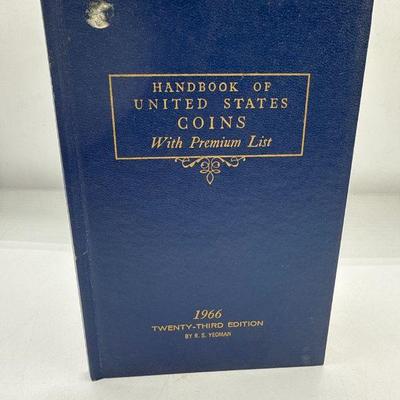 HANDBOOK OF
UNITED STATES
COINS
With Premium List
1966
TWENTY-THIRD EDITION
BY R. S. YEOMAN